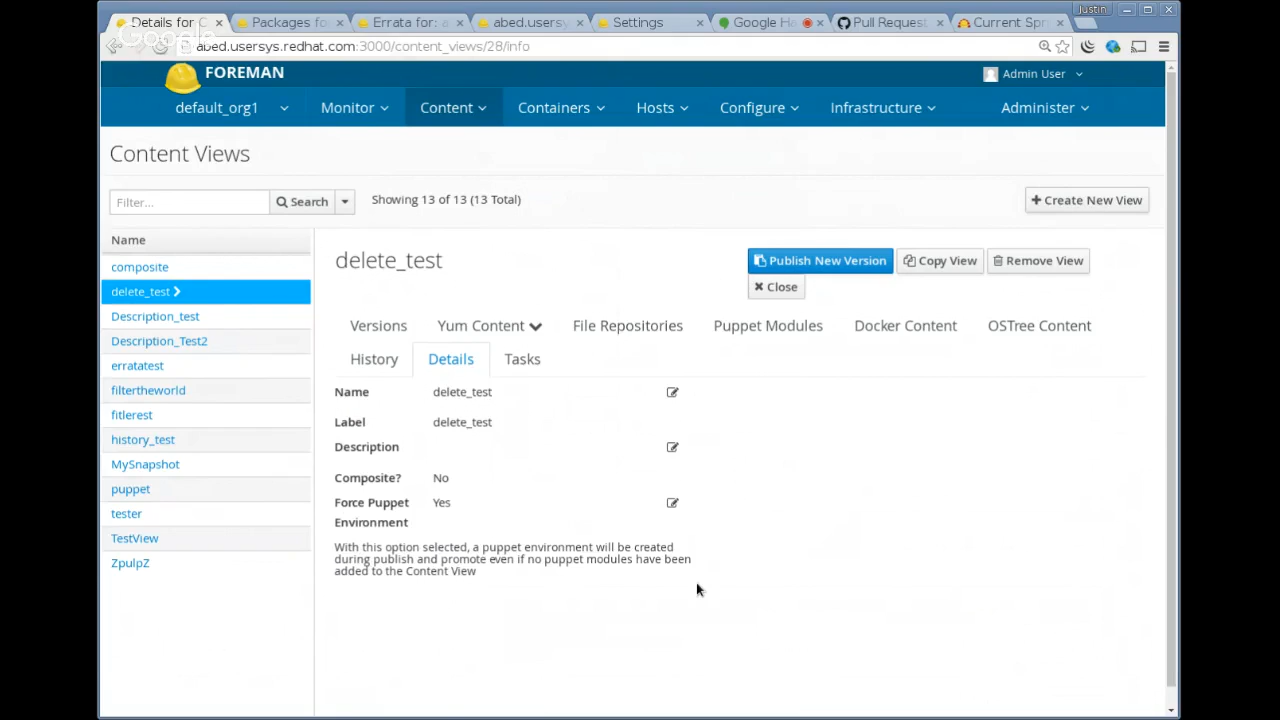 Justin
Details for C
Packages fo
Errata for: a
abed.usersy
Settings
Google Ha
Pull Request
Current Spr
Google
abed.usersys.redhat.com:3000/content_views/28/info
FOREMAN
Admin User
default_org1
Monitor
Content
Containers
Hosts
Configure
Infrastructure
Administer
Content Views
Filter...
Search
Showing 13 of 13 (13 Total)
Create New View
Name
composite
delete_test
Description_test
Description_Test2
erratatest
filtertheworld
fitlerest
history_test
MySnapshot
puppet
tester
TestView
ZpulpZ
delete_test
Publish New Version
Copy View
Remove View
Close
Versions
Yum Content
File Repositories
Puppet Modules
Docker Content
OSTree Content
History
Details
Tasks
Name delete_test
Label delete_test
Description
Composite? No
Force Puppet Yes
Environment
With this option selected, a puppet environment will be created
during publish and promote even if no puppet modules have been
added to the Content View